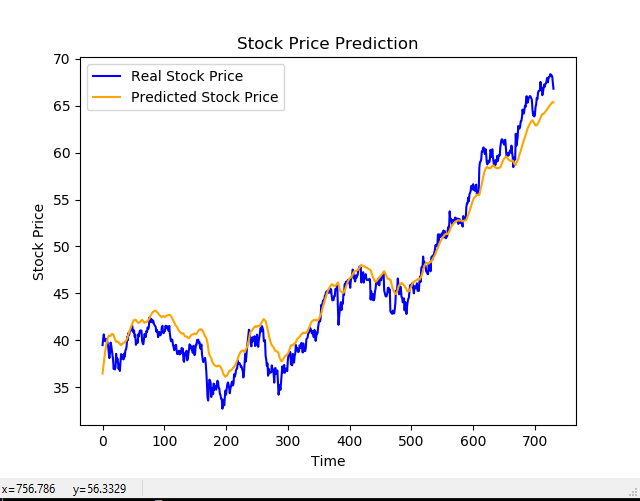 Stock Price Prediction
70
65
60
55
50
45
40
35
Stock Price
Real Stock Price
Predicted Stock Price
0 100 200 300 400 500 600 700
Time
x=756.786 y=56.3329